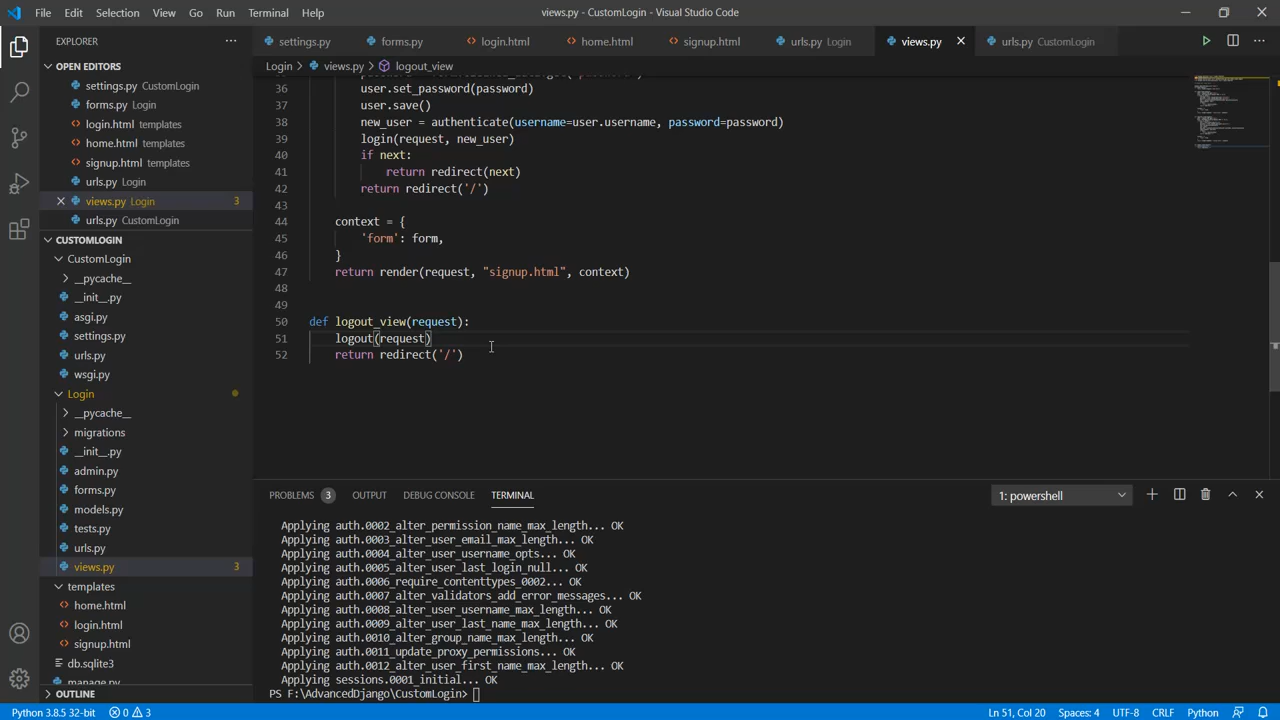 File Edit Selection View Go Run Terminal Help
views.py - CustomLogin - Visual Studio Code
EXPLORER
settings.py
forms.py
login.html
home.html
signup.html
urls.py Login
views.py
urls.py CustomLogin
Login
views.py
logout_view
OPEN EDITORS
settings.py CustomLogin
forms.py Login
login.html templates
home.html templates
signup.html templates
urls.py Login
views.py Login 3
urls.py CustomLogin
CUSTOMLOGIN
CustomLogin
__pycache__
__init__.py
asgi.py
settings.py
urls.py
wsgi.py
Login
__pycache__
migrations
__init__.py
admin.py
forms.py
models.py
tests.py
urls.py
views.py 3
templates
home.html
login.html
signup.html
db.sqlite3
manage.py
OUTLINE
36 user.set_password(password)
37 user.save()
38 new_user = authenticate(username=user.username, password=password)
39 login(request, new_user)
40 if next:
41 return redirect(next)
42 return redirect('/')
43
44 context = {
45 'form': form,
46 }
47 return render(request, "signup.html", context)
48
49
50 def logout_view(request):
51 logout(request)
52 return redirect('/')
PROBLEMS 3 OUTPUT DEBUG CONSOLE TERMINAL
1: powershell
Applying auth.0002_alter_permission_name_max_length... OK
Applying auth.0003_alter_user_email_max_length... OK
Applying auth.0004_alter_user_username_opts... OK
Applying auth.0005_alter_user_last_login_null... OK
Applying auth.0006_require_contenttypes_0002... OK
Applying auth.0007_alter_validators_add_error_messages... OK
Applying auth.0008_alter_user_username_max_length... OK
Applying auth.0009_alter_user_last_name_max_length... OK
Applying auth.0010_alter_group_name_max_length... OK
Applying auth.0011_update_proxy_permissions... OK
Applying auth.0012_alter_user_first_name_max_length... OK
Applying sessions.0001_initial... OK
PS F:\AdvancedDjango\CustomLogin>
Python 3.8.5 32-bit 0 3
Ln 51, Col 20 Spaces: 4 UTF-8 CRLF Python